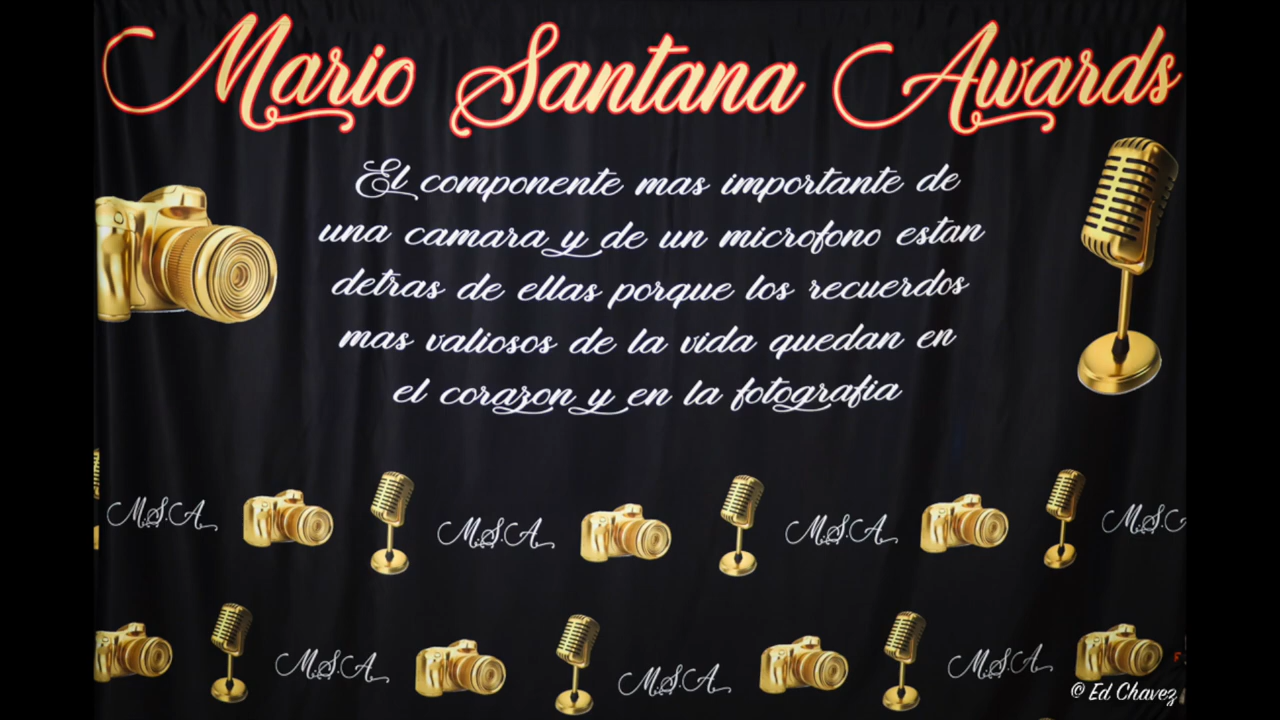 Mario Santana Awards
El componente mas importante de
una camara y de un microfono estan
detras de ellas porque los recuerdos
mas valiosos de la vida quedan en
el corazon y en la fotografia
M.S.A.
M.S.A.
M.S.A.
M.S.A
M.S.A.
M.S.A.
M.S.A.
© Ed Chavez